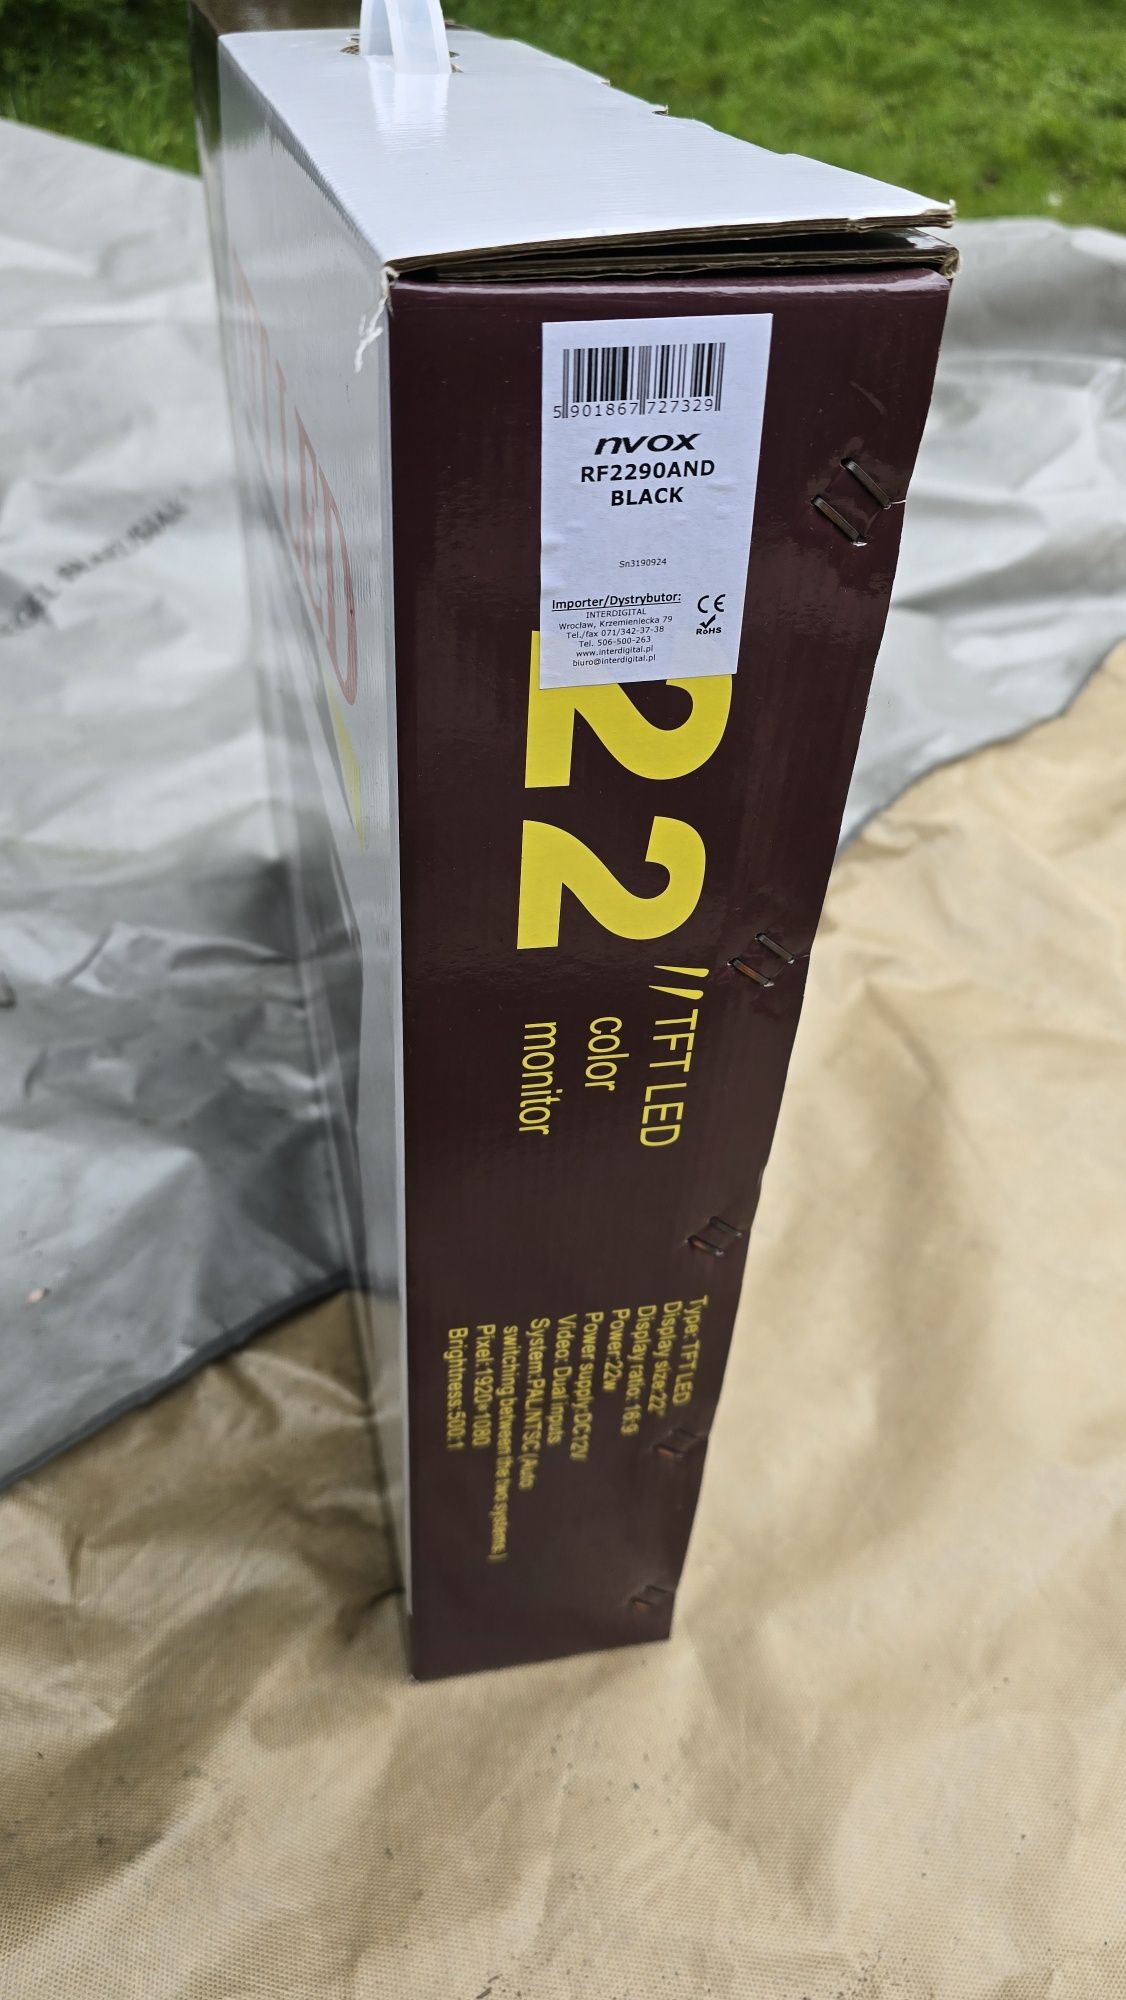 5 901867 727329
nvox
RF2290AND
BLACK
Sn3190924
Importer/Dystrybutor:
INTERDIGITAL
Wrocław, Krzemieniecka 79
Tel./fax 071/342-37-38
Tel. 506-500-263
www.interdigital.pl
biuro@interdigital.pl
CE
RoHS
22"TFT LED
color
monitor
Type: TFT LED
Display size:22"
Display ratio: 16:9
Power:22w
Power supply:DC12V
Video: Dual inputs
System:PAL/NTSC(Auto
switching between the two systems.)
Pixel:1920*1080
Brightness:500:1
LED